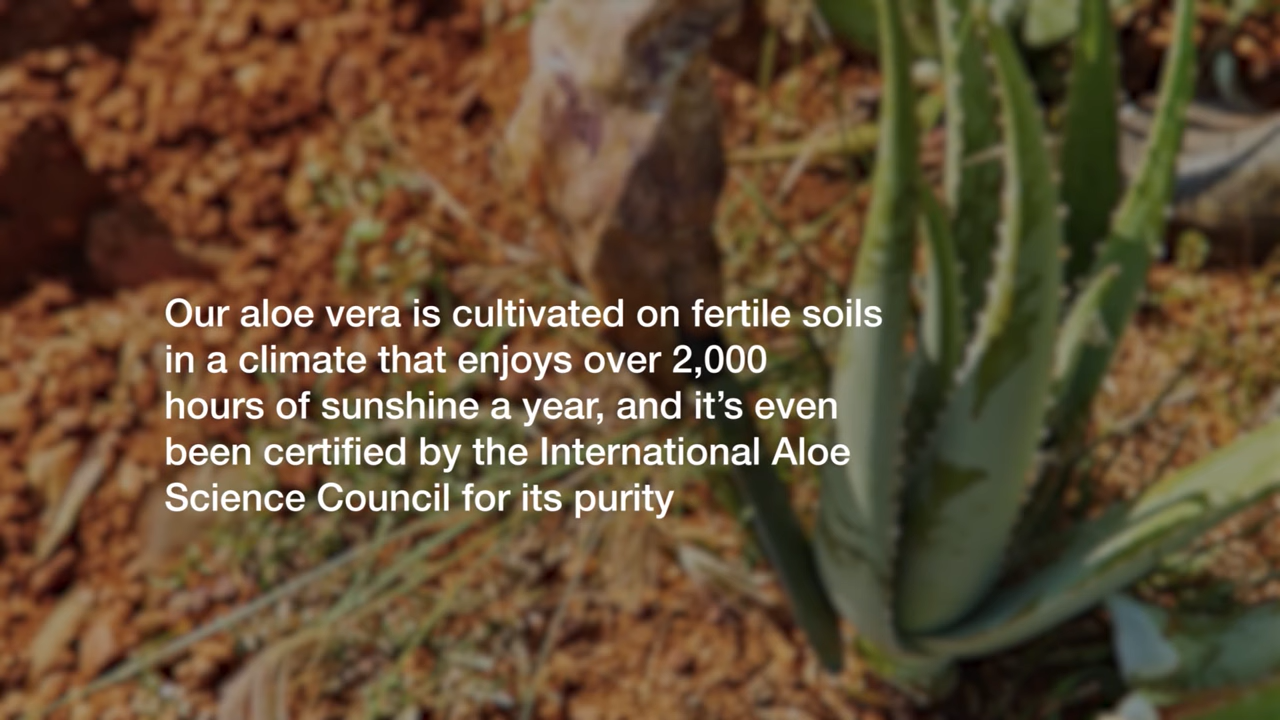 Our aloe vera is cultivated on fertile soils
in a climate that enjoys over 2,000
hours of sunshine a year, and it’s even
been certified by the International Aloe
Science Council for its purity